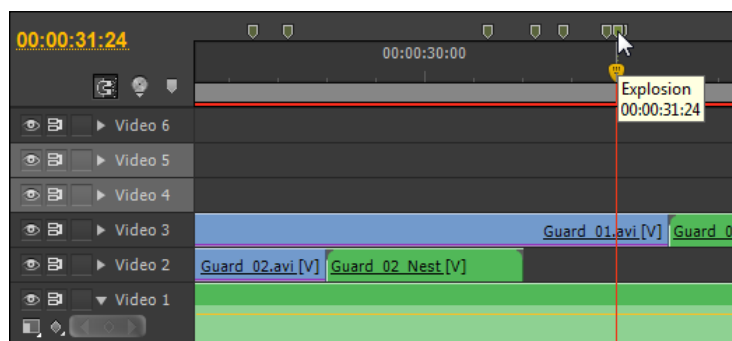 00:00:31:24
00:00:30:00
Explosion
00:00:31:24
Video 6
Video 5
Video 4
Video 3
Guard_01.avi [V]
Guard_0
Video 2
Guard_02.avi [V]
Guard_02_Nest [V]
Video 1